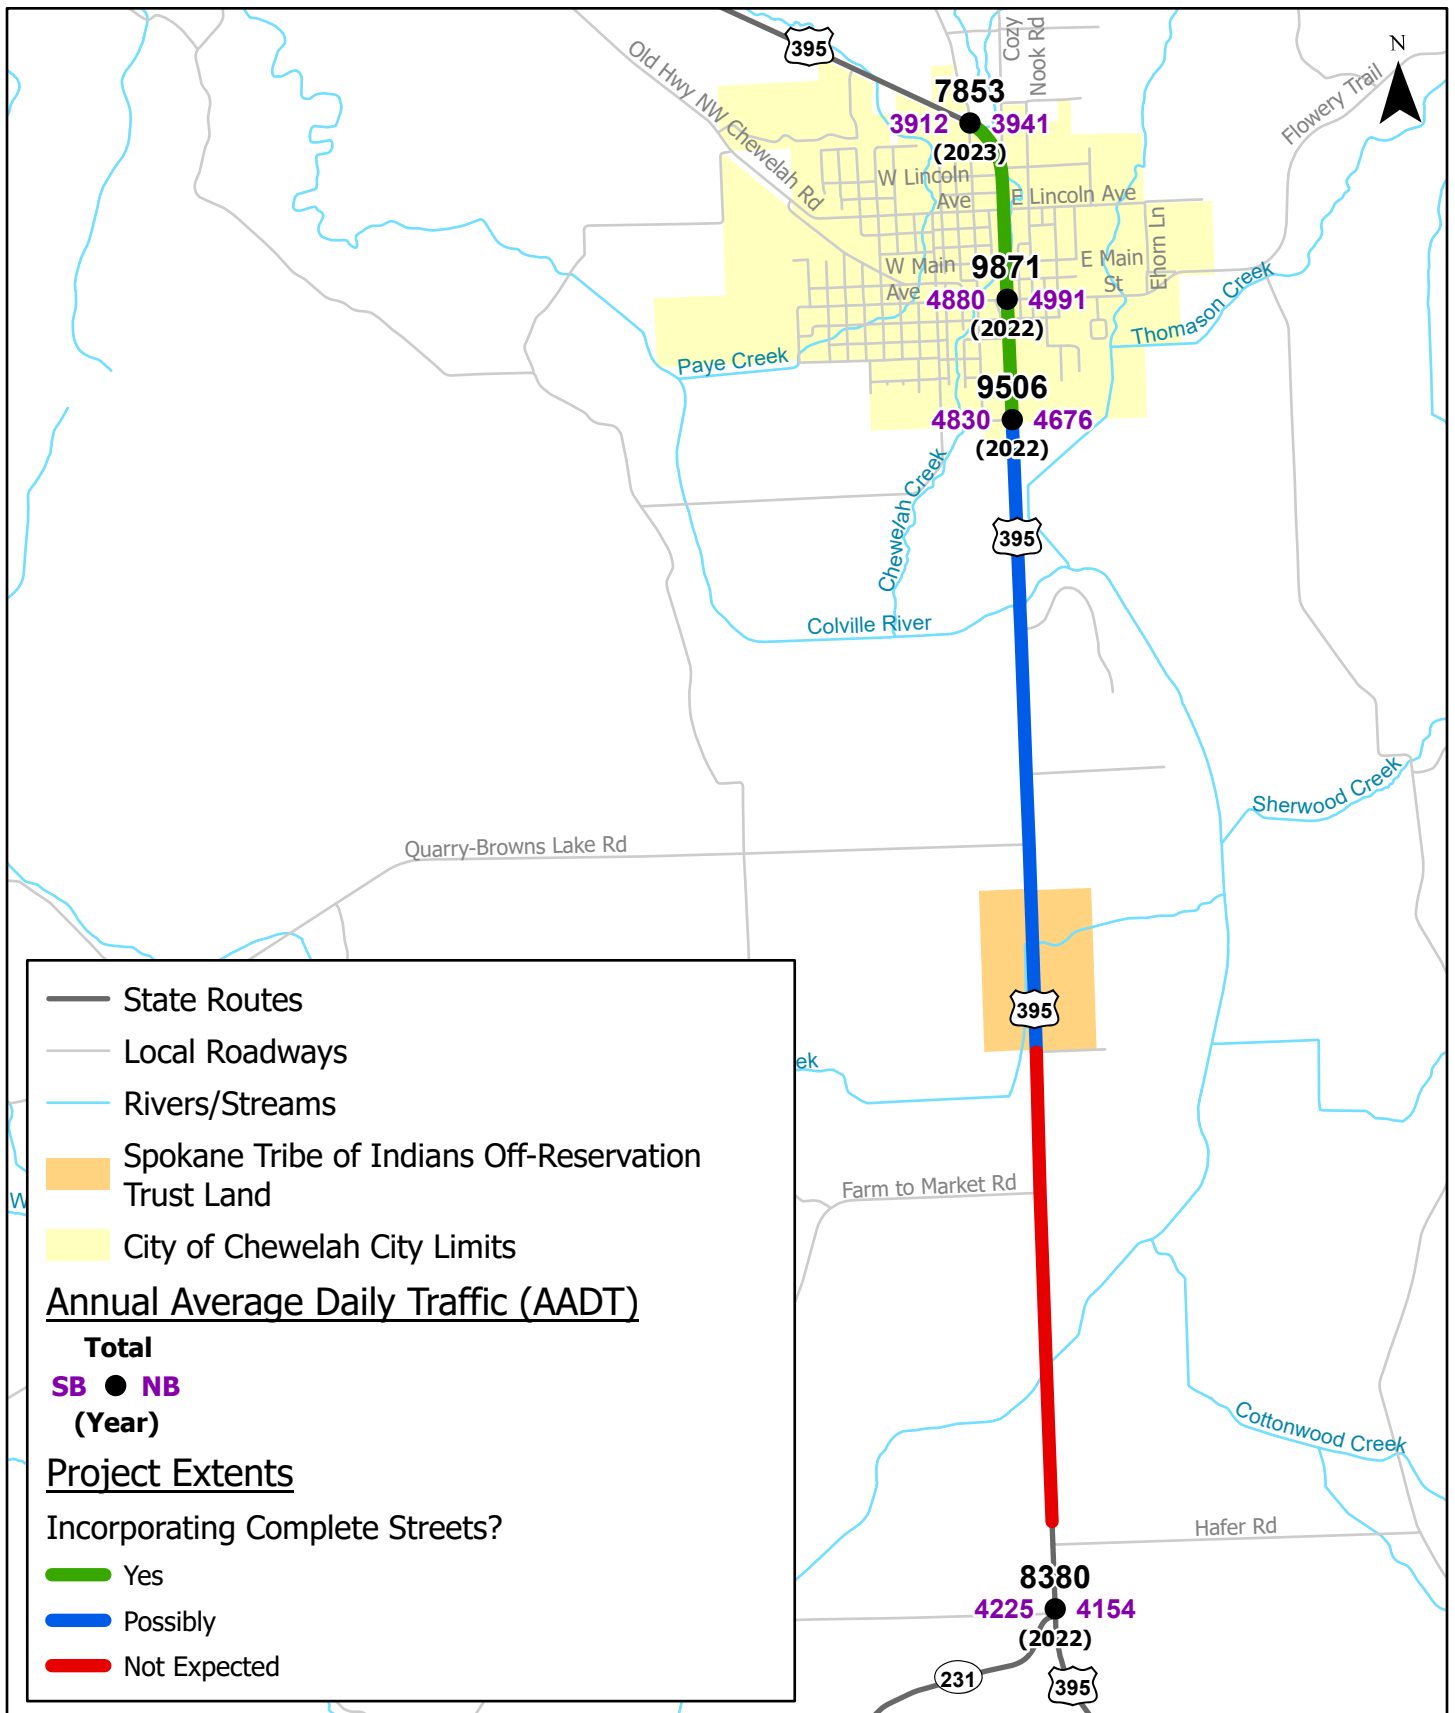 395
Cozy
Nook Rd
N
Old Hwy NW Chewelah Rd
Flowery Trail
7853
3912 3941
(2023)
W Lincoln
Ave
E Lincoln Ave
Ehorn Ln
W Main
Ave
9871
4880 4991
(2022)
E Main
St
Thomason Creek
Paye Creek
9506
4830 4676
(2022)
Chewelah Creek
395
Colville River
Sherwood Creek
Quarry-Browns Lake Rd
395
ek
Farm to Market Rd
W
Cottonwood Creek
Hafer Rd
8380
4225 4154
(2022)
231
395
State Routes
Local Roadways
Rivers/Streams
Spokane Tribe of Indians Off-Reservation
Trust Land
City of Chewelah City Limits
Annual Average Daily Traffic (AADT)
Total
SB NB
(Year)
Project Extents
Incorporating Complete Streets?
Yes
Possibly
Not Expected